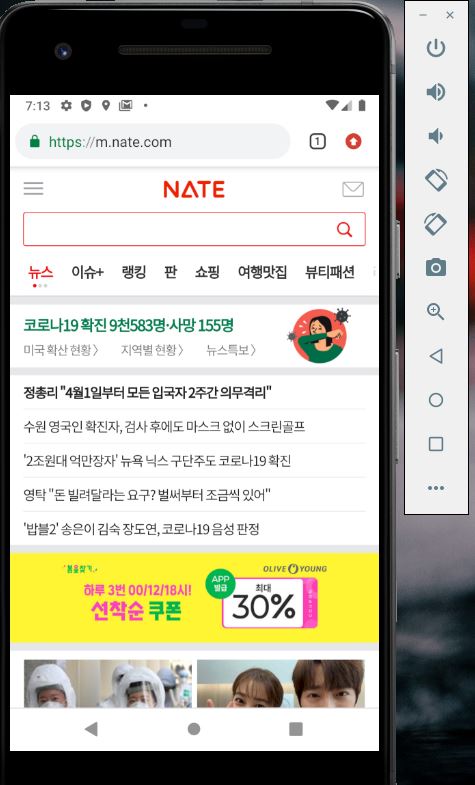 7:13
https://m.nate.com
1
NATE
뉴스 이슈+ 랭킹 판 쇼핑 여행맛집 뷰티패션
코로나19 확진 9천583명·사망 155명
미국 확산 현황 〉 지역별 현황 〉 뉴스특보 〉
정총리 "4월1일부터 모든 입국자 2주간 의무격리"
수원 영국인 확진자, 검사 후에도 마스크 없이 스크린골프
'2조원대 억만장자' 뉴욕 닉스 구단주도 코로나19 확진
영탁 "돈 빌려달라는 요구? 벌써부터 조금씩 있어"
'밥블2' 송은이 김숙 장도연, 코로나19 음성 판정
봄을찾기
OLIVE YOUNG
하루 3번 00/12/18시!
선착순 쿠폰
APP
발급
최대
30%